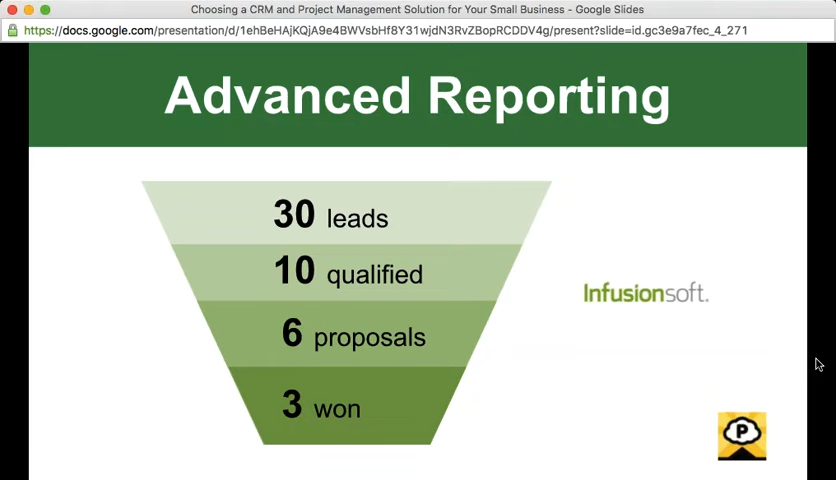 Choosing a CRM and Project Management Solution for Your Small Business - Google Slides
https://docs.google.com/presentation/d/1ehBeHAjKQjA9e4BWVsbHf8Y31wjdN3RvZBopRCDDV4g/present?slide=id.gc3e9a7fec_4_271
Advanced Reporting
30 leads
10 qualified
6 proposals
3 won
Infusionsoft.
P